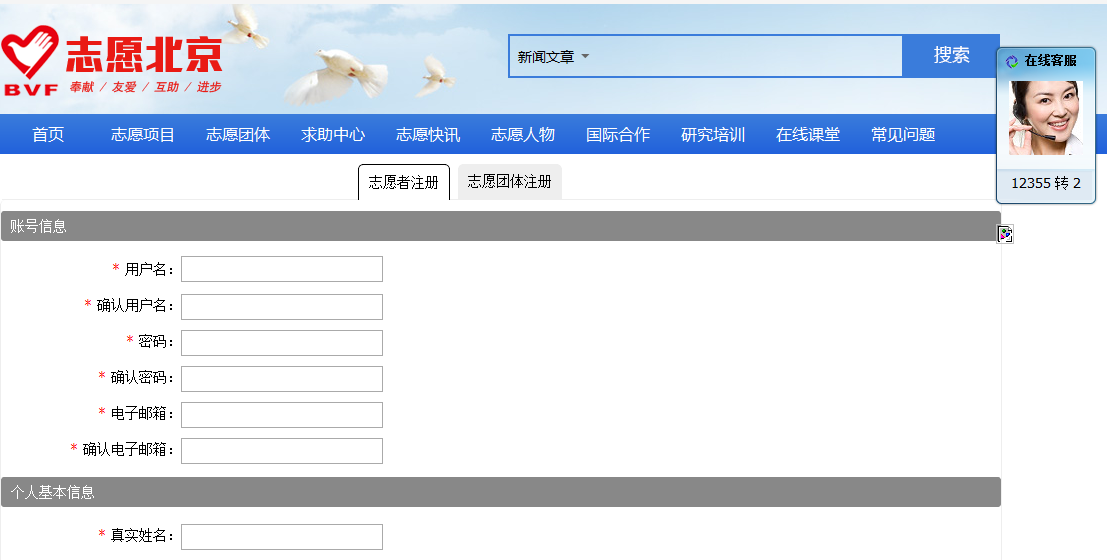 志愿北京
BVF 奉献 / 友爱 / 互助 / 进步
新闻文章 搜索
在线客服
12355 转 2
首页 志愿项目 志愿团体 求助中心 志愿快讯 志愿人物 国际合作 研究培训 在线课堂 常见问题
志愿者注册 志愿团体注册
账号信息
* 用户名：
* 确认用户名：
* 密码：
* 确认密码：
* 电子邮箱：
* 确认电子邮箱：
个人基本信息
* 真实姓名：